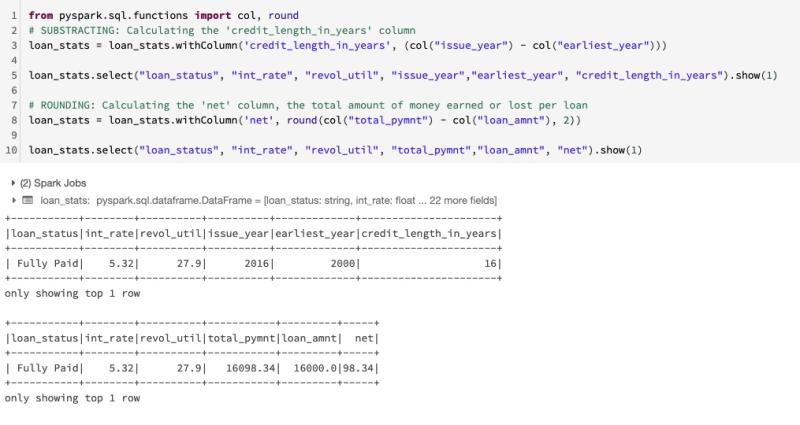 1 from pyspark.sql.functions import col, round
2 # SUBSTRACTING: Calculating the 'credit_length_in_years' column
3 loan_stats = loan_stats.withColumn('credit_length_in_years', (col("issue_year") - col("earliest_year")))
4
5 loan_stats.select("loan_status", "int_rate", "revol_util", "issue_year","earliest_year", "credit_length_in_years").show(1)
6
7 # ROUNDING: Calculating the 'net' column, the total amount of money earned or lost per loan
8 loan_stats = loan_stats.withColumn('net', round(col("total_pymnt") - col("loan_amnt"), 2))
9
10 loan_stats.select("loan_status", "int_rate", "revol_util", "total_pymnt","loan_amnt", "net").show(1)
(2) Spark Jobs
loan_stats: pyspark.sql.dataframe.DataFrame = [loan_status: string, int_rate: float ... 22 more fields]
+-----------+--------+----------+----------+-------------+----------------------+
|loan_status|int_rate|revol_util|issue_year|earliest_year|credit_length_in_years|
+-----------+--------+----------+----------+-------------+----------------------+
| Fully Paid|    5.32|      27.9|      2016|         2000|                    16|
+-----------+--------+----------+----------+-------------+----------------------+
only showing top 1 row
+-----------+--------+----------+-----------+---------+-----+
|loan_status|int_rate|revol_util|total_pymnt|loan_amnt|  net|
+-----------+--------+----------+-----------+---------+-----+
| Fully Paid|    5.32|      27.9|   16098.34|  16000.0|98.34|
+-----------+--------+----------+-----------+---------+-----+
only showing top 1 row